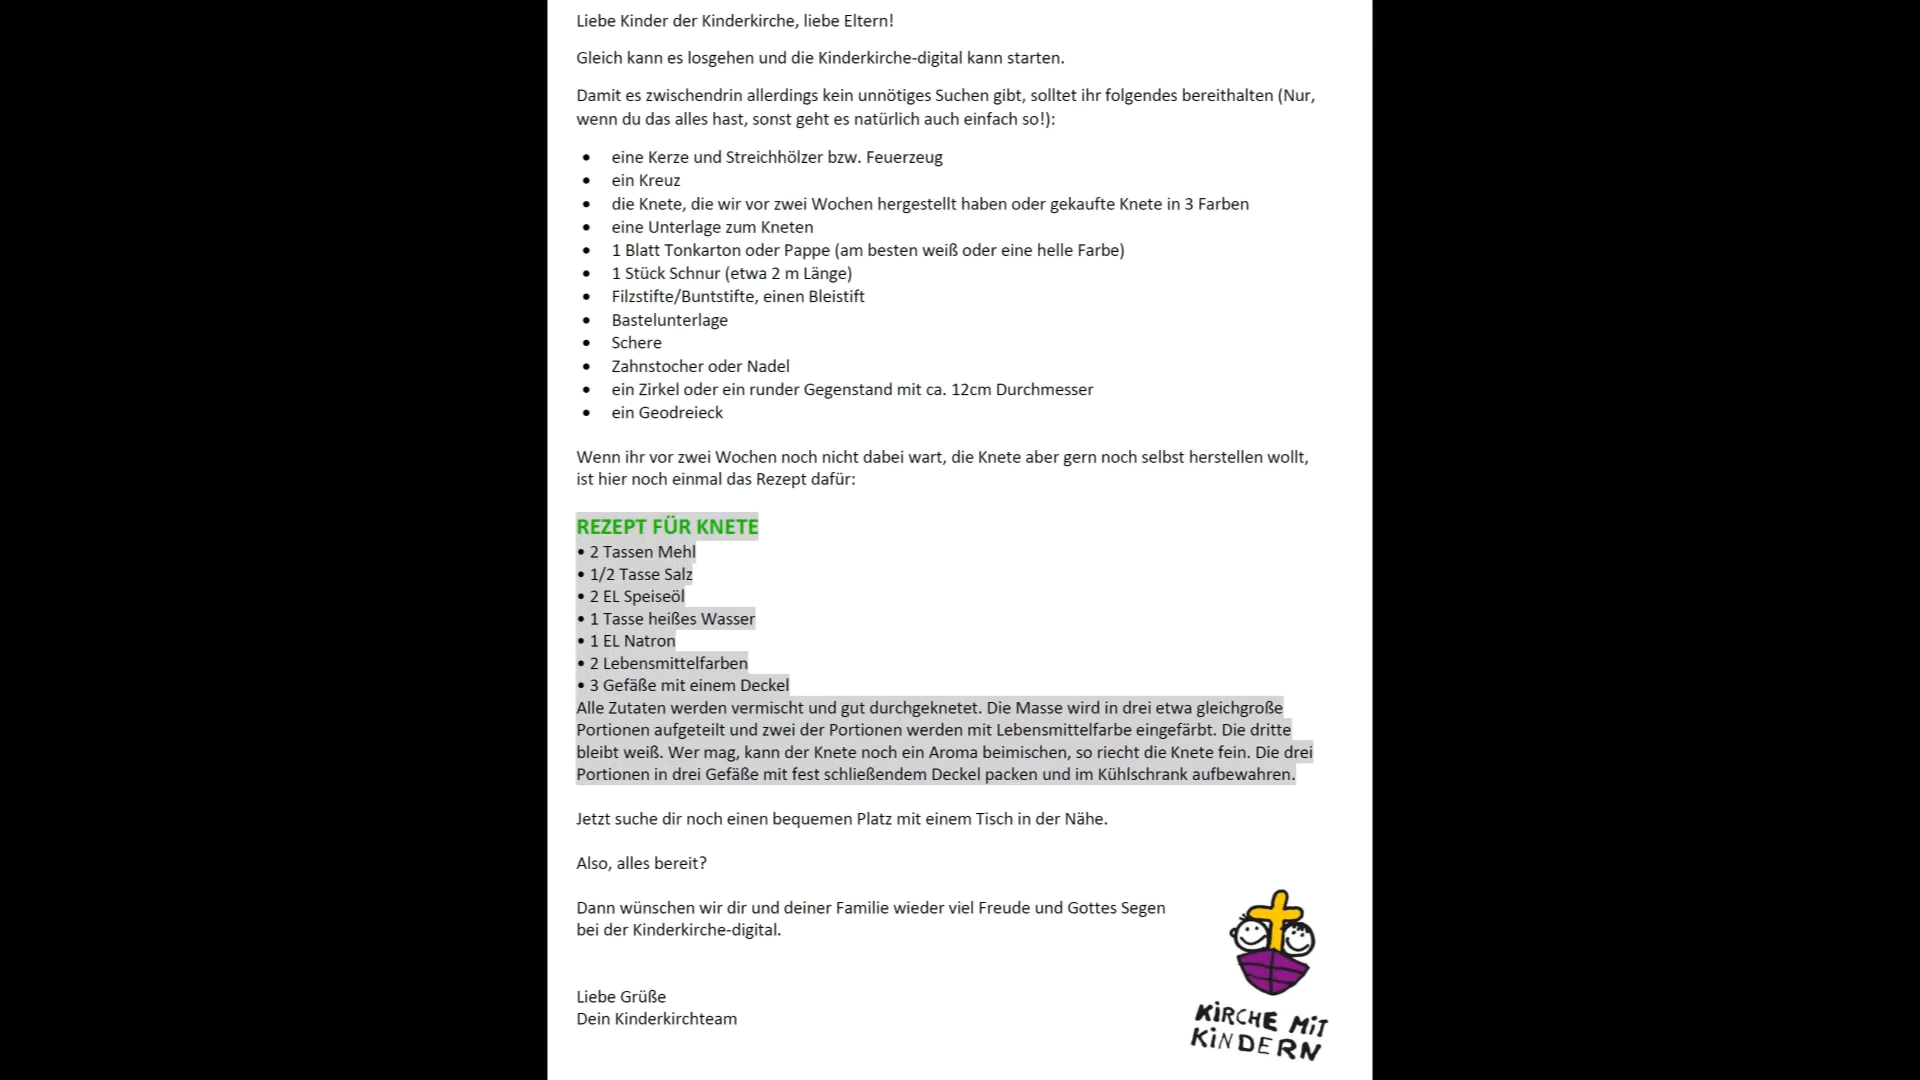 Liebe Kinder der Kinderkirche, liebe Eltern!
Gleich kann es losgehen und die Kinderkirche-digital kann starten.
Damit es zwischendrin allerdings kein unnötiges Suchen gibt, solltet ihr folgendes bereithalten (Nur,
wenn du das alles hast, sonst geht es natürlich auch einfach so!):
• eine Kerze und Streichhölzer bzw. Feuerzeug
• ein Kreuz
• die Knete, die wir vor zwei Wochen hergestellt haben oder gekaufte Knete in 3 Farben
• eine Unterlage zum Kneten
• 1 Blatt Tonkarton oder Pappe (am besten weiß oder eine helle Farbe)
• 1 Stück Schnur (etwa 2 m Länge)
• Filzstifte/Buntstifte, einen Bleistift
• Bastelunterlage
• Schere
• Zahnstocher oder Nadel
• ein Zirkel oder ein runder Gegenstand mit ca. 12cm Durchmesser
• ein Geodreieck
Wenn ihr vor zwei Wochen noch nicht dabei wart, die Knete aber gern noch selbst herstellen wollt,
ist hier noch einmal das Rezept dafür:
REZEPT FÜR KNETE
• 2 Tassen Mehl
• 1/2 Tasse Salz
• 2 EL Speiseöl
• 1 Tasse heißes Wasser
• 1 EL Natron
• 2 Lebensmittelfarben
• 3 Gefäße mit einem Deckel
Alle Zutaten werden vermischt und gut durchgeknetet. Die Masse wird in drei etwa gleichgroße
Portionen aufgeteilt und zwei der Portionen werden mit Lebensmittelfarbe eingefärbt. Die dritte
bleibt weiß. Wer mag, kann der Knete noch ein Aroma beimischen, so riecht die Knete fein. Die drei
Portionen in drei Gefäße mit fest schließendem Deckel packen und im Kühlschrank aufbewahren.
Jetzt suche dir noch einen bequemen Platz mit einem Tisch in der Nähe.
Also, alles bereit?
Dann wünschen wir dir und deiner Familie wieder viel Freude und Gottes Segen
bei der Kinderkirche-digital.
Liebe Grüße
Dein Kinderkirchteam
KiRCHE MiT
KiNDERN